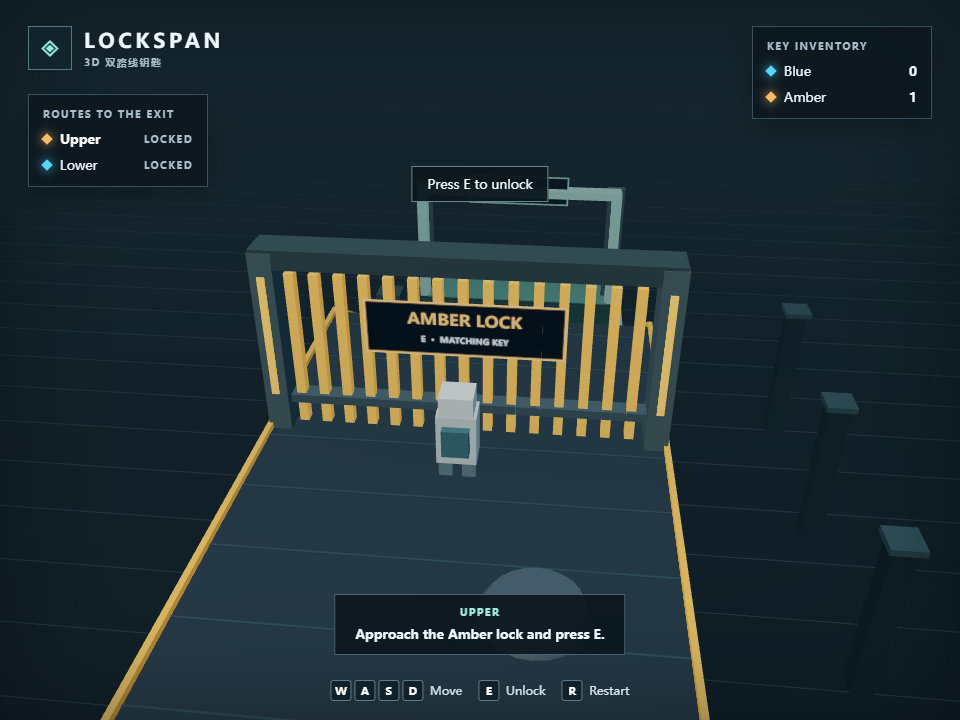 LOCKSPAN
3D 双路线钥匙
ROUTES TO THE EXIT
Upper LOCKED
Lower LOCKED
KEY INVENTORY
Blue 0
Amber 1
Press E to unlock
AMBER LOCK
E • MATCHING KEY
UPPER
Approach the Amber lock and press E.
W A S D Move E Unlock R Restart